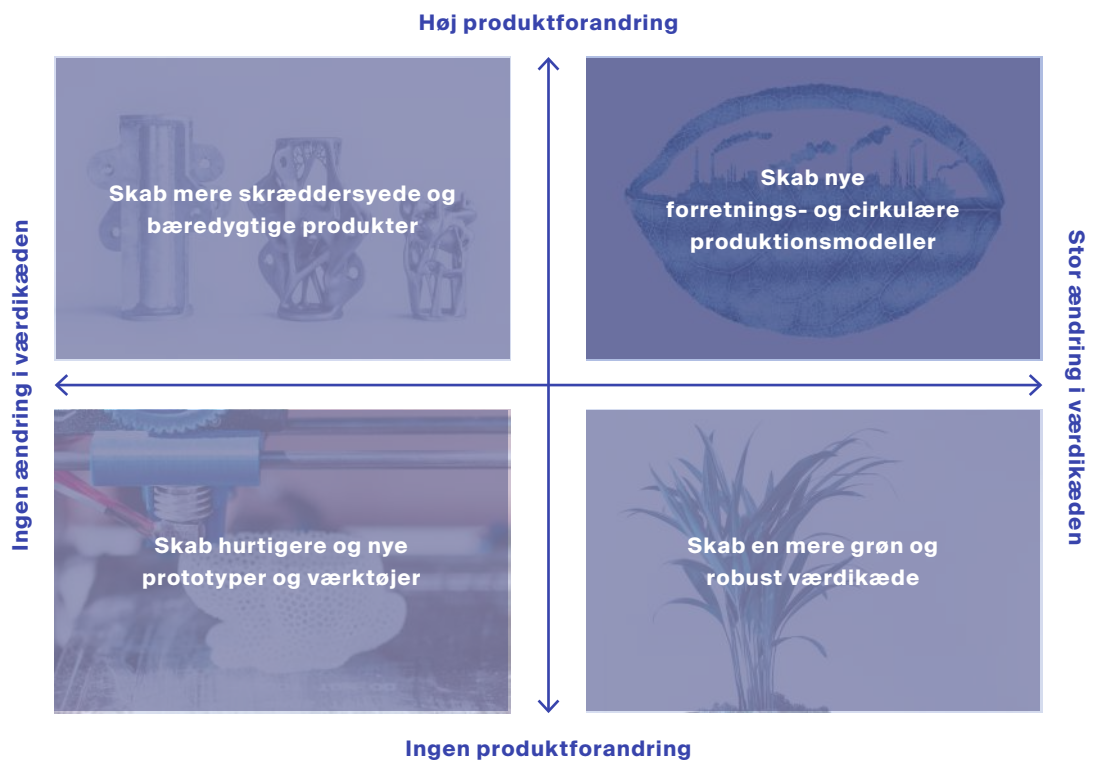 Høj produktforandring
Skab mere skræddersyede og
bæredygtige produkter
Skab nye
forretnings- og cirkulære
produktionsmodeller
Ingen ændring i værdikæden
Stor ændring i værdikæden
Skab hurtigere og nye
prototyper og værktøjer
Skab en mere grøn og
robust værdikæde
Ingen produktforandring